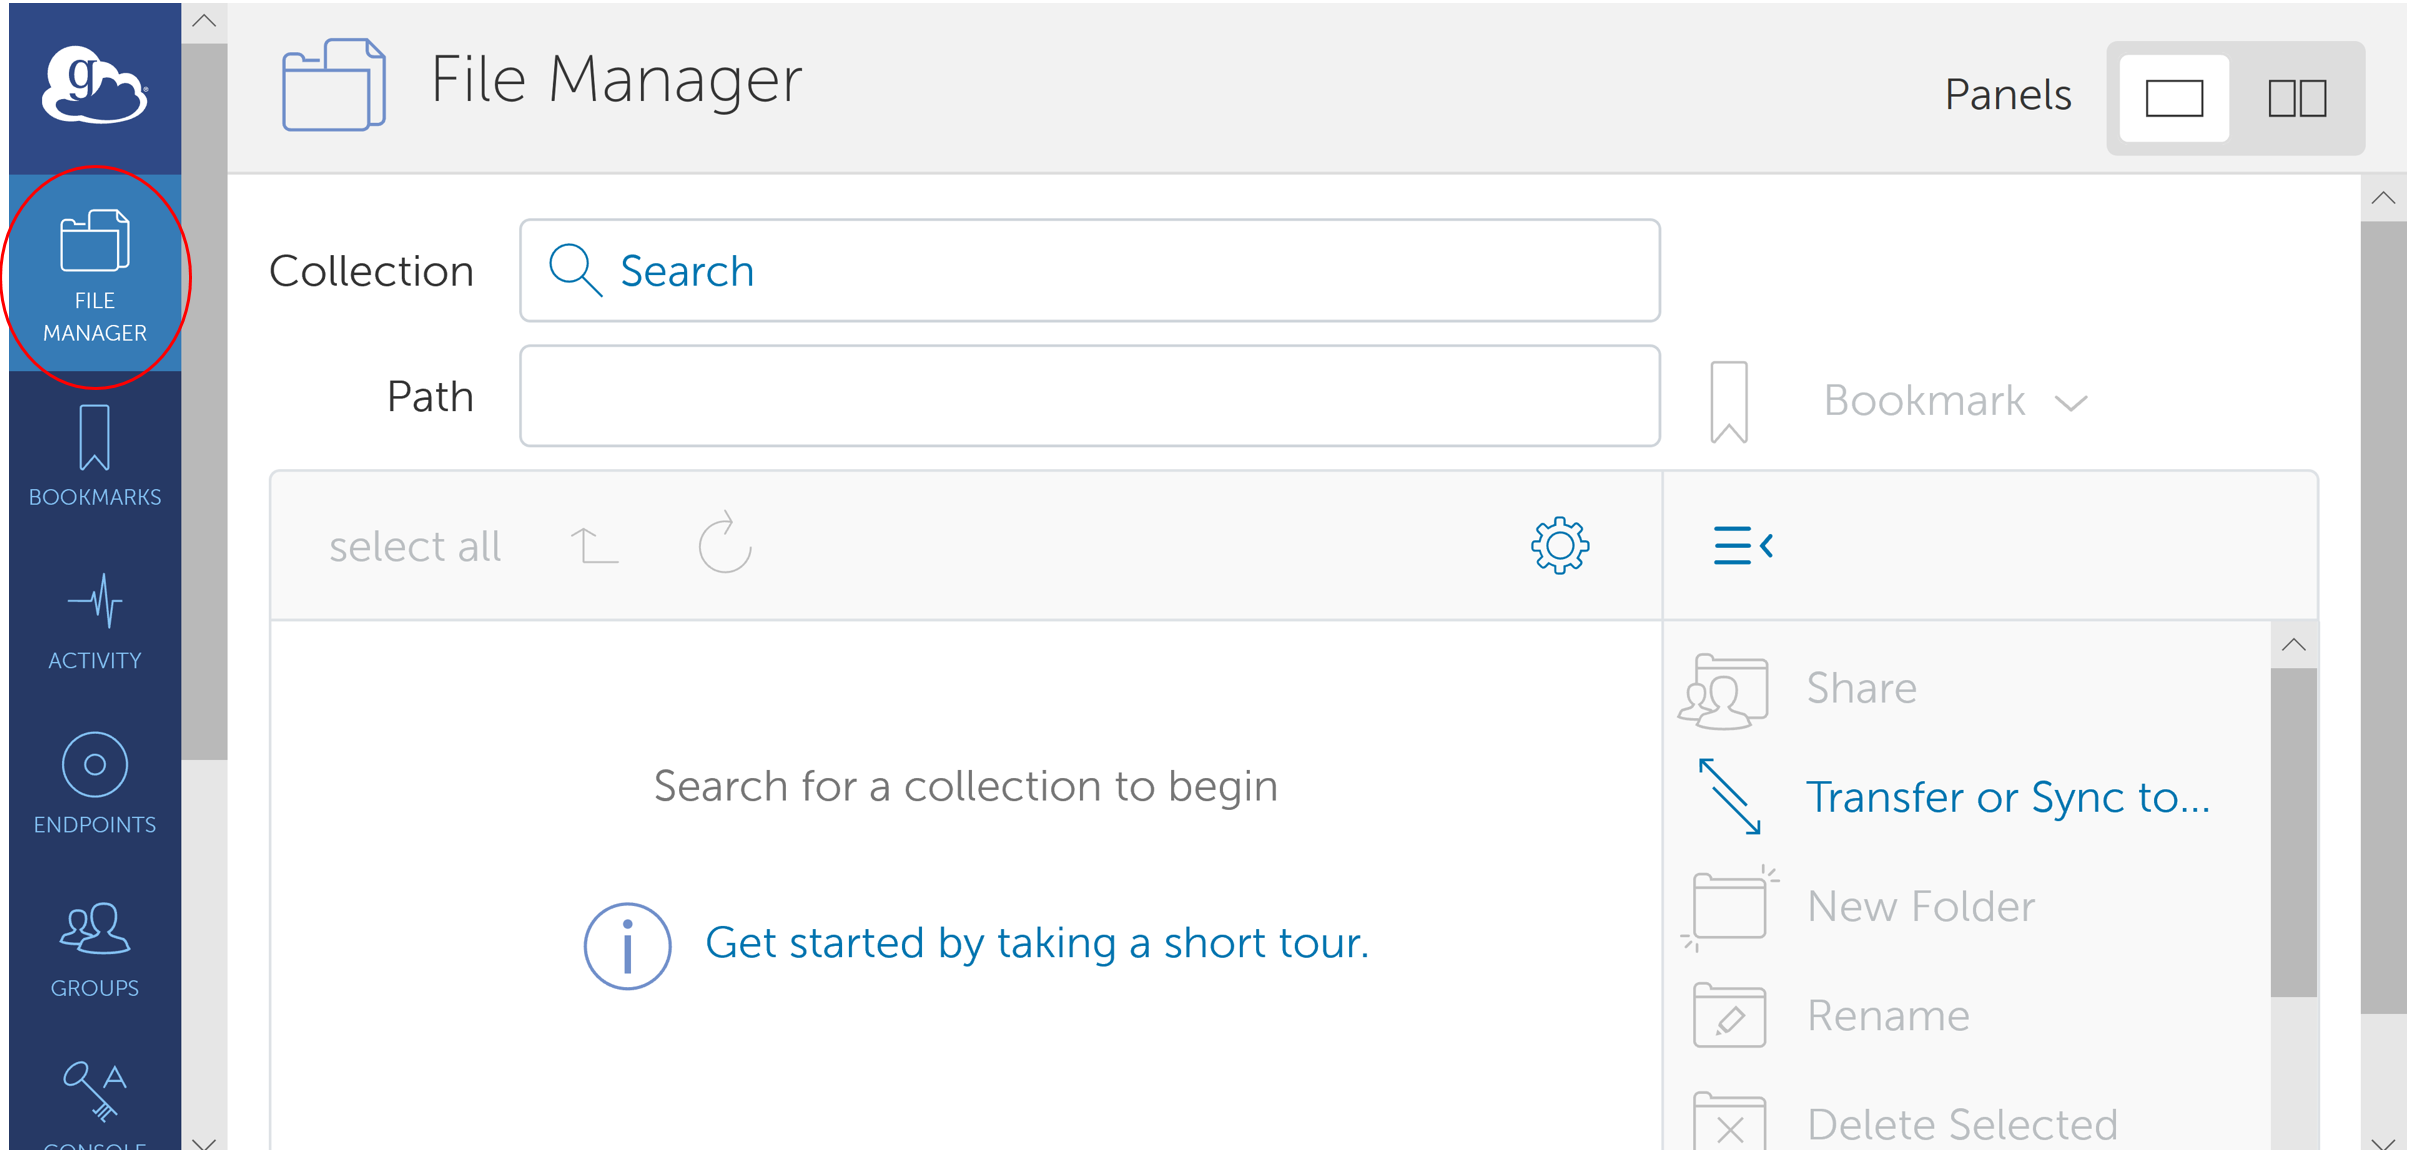 g
File Manager
Panels
FILE
MANAGER
BOOKMARKS
ACTIVITY
ENDPOINTS
GROUPS
CONSOLE
Collection
Search
Path
Bookmark
select all
Search for a collection to begin
Get started by taking a short tour.
Share
Transfer or Sync to...
New Folder
Rename
Delete Selected